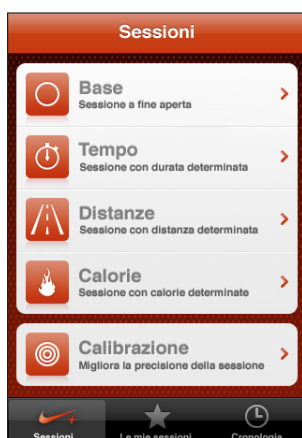 Sessioni
Base
Sessione a fine aperta
Tempo
Sessione con durata determinata
Distanze
Sessione con distanza determinata
Calorie
Sessione con calorie determinate
Calibrazione
Migliora la precisione della sessione
Sessioni Le mie sessioni Cronologia